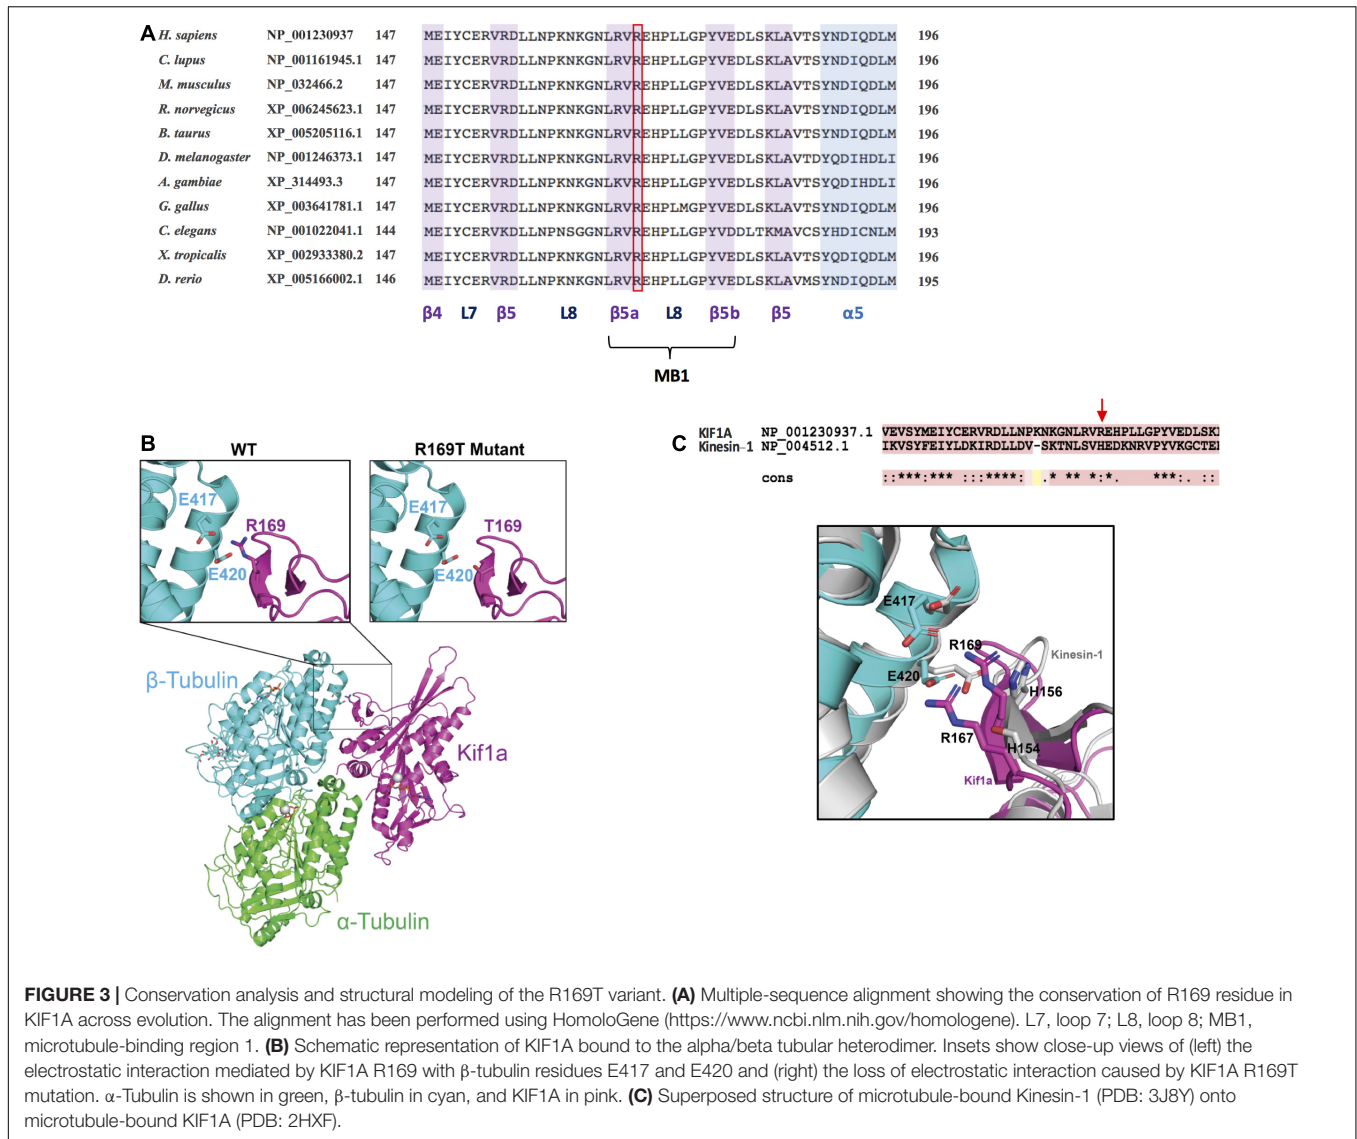 A
H. sapiens NP_001230937 147 MEIYCERVRDLLNPKNKGNLRVREHPLLGPYVEDLSKLAVTSYNDIQDLM 196
C. lupus NP_001161945.1 147 MEIYCERVRDLLNPKNKGNLRVREHPLLGPYVEDLSKLAVTSYNDIQDLM 196
M. musculus NP_032466.2 147 MEIYCERVRDLLNPKNKGNLRVREHPLLGPYVEDLSKLAVTSYNDIQDLM 196
R. norvegicus XP_006245623.1 147 MEIYCERVRDLLNPKNKGNLRVREHPLLGPYVEDLSKLAVTSYNDIQDLM 196
B. taurus XP_005205116.1 147 MEIYCERVRDLLNPKNKGNLRVREHPLLGPYVEDLSKLAVTSYNDIQDLM 196
D. melanogaster NP_001246373.1 147 MEIYCERVRDLLNPKNKGNLRVREHPLLGPYVEDLSKLAVTDYQDIHDLI 196
A. gambiae XP_314493.3 147 MEIYCERVRDLLNPKNKGNLKVREHPLLGPYVEDLSKLAVTSYQDIHDLI 196
G. gallus XP_003641781.1 147 MEIYCERVRDLLNPKNKGNLRVREHPLMGPYVEDLSKLAVTSYNDIQDLM 196
C. elegans NP_001022041.1 144 MEIYCERVRDLLNPNSGGNLRVREHPLLGPYVDDLTKMAVCSYHDICNLM 193
X. tropicalis XP_002933380.2 147 MEIYCERVRDLLNPKNKGNLRVREHPLLGPYVEDLSKLAVTSYNDIQDLM 196
D. rerio XP_005166002.1 146 MEIYCERVRDLLNPKNKGNLRVREHPLLGPYVEDLSKLAVMSYNDIQDLM 195
β4 L7 β5 L8 β5a L8 β5b β5 α5
MB1
B
WT
R169T Mutant
E417
R169
E420
E417
T169
E420
β-Tubulin
Kif1a
α-Tubulin
C
KIF1A NP_001230937.1 VEVSYMEIYCERVRDLLNPKNKGNLRVREHPLLGPYVEDLSKI
Kinesin-1 NP_004512.1 IKVSYFEIYLDKIRDLLDV-SKTNLSVHEDKNRVPYVKGCTEI
cons ::***:*** :::****: .* ** *:*. ***:. ::
E417
R169
Kinesin-1
E420
H156
R167
H154
Kif1a
FIGURE 3 | Conservation analysis and structural modeling of the R169T variant. (A) Multiple-sequence alignment showing the conservation of R169 residue in
KIF1A across evolution. The alignment has been performed using HomoloGene (https://www.ncbi.nlm.nih.gov/homologene). L7, loop 7; L8, loop 8; MB1,
microtubule-binding region 1. (B) Schematic representation of KIF1A bound to the alpha/beta tubular heterodimer. Insets show close-up views of (left) the
electrostatic interaction mediated by KIF1A R169 with β-tubulin residues E417 and E420 and (right) the loss of electrostatic interaction caused by KIF1A R169T
mutation. α-Tubulin is shown in green, β-tubulin in cyan, and KIF1A in pink. (C) Superposed structure of microtubule-bound Kinesin-1 (PDB: 3J8Y) onto
microtubule-bound KIF1A (PDB: 2HXF).